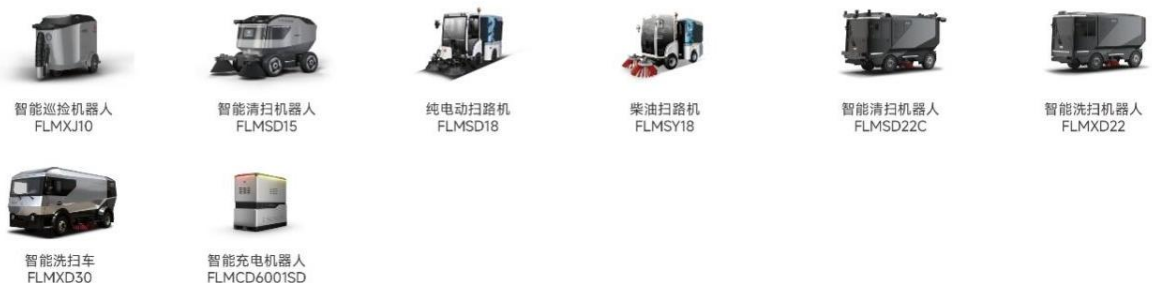 智能巡捡机器人
FLMXJ10
智能清扫机器人
FLMSD15
纯电动扫路机
FLMSD18
柴油扫路机
FLMSY18
智能清扫机器人
FLMSD22C
智能洗扫机器人
FLMXD22
智能洗扫车
FLMXD30
智能充电机器人
FLMCD6001SD